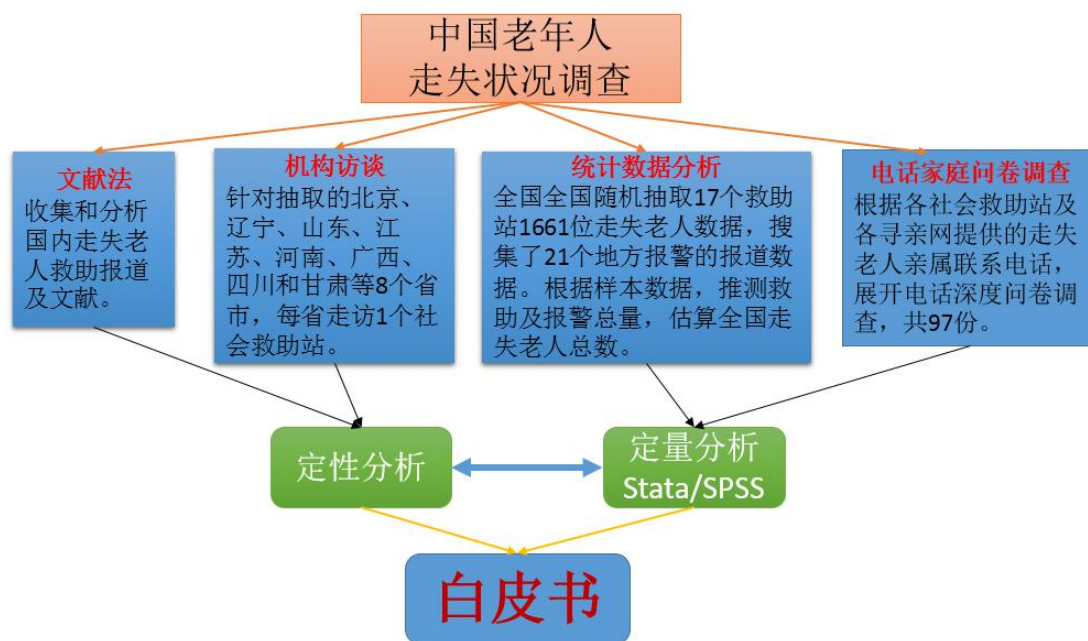 中国老年人
走失状况调查
文献法
收集和分析
国内走失老
人救助报道
及文献。
机构访谈
针对抽取的北京、
辽宁、山东、江
苏、河南、广西、
四川和甘肃等8个省
市，每省走访1个社
会救助站。
统计数据分析
全国全国随机抽取17个救助
站1661位走失老人数据，搜
集了21个地方报警的报道数
据。根据样本数据，推测救
助及报警总量，估算全国走
失老人总数。
电话家庭问卷调查
根据各社会救助站及
各寻亲网提供的走失
老人亲属联系电话，
展开电话深度问卷调
查，共97份。
定性分析
定量分析
Stata/SPSS
白皮书